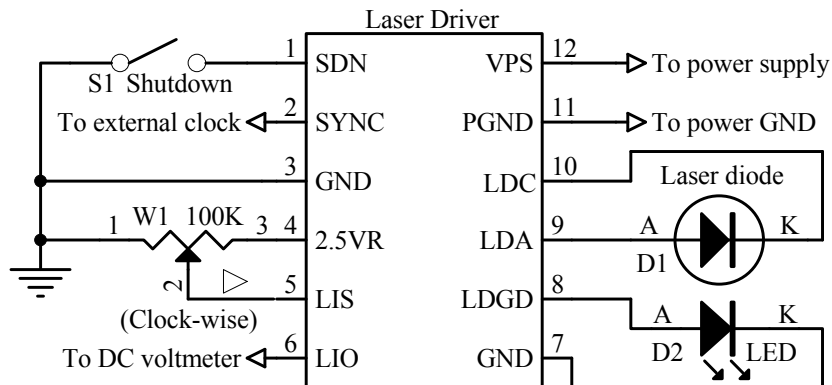 Laser Driver
1 SDN VPS 12 To power supply
S1 Shutdown
To external clock 2 SYNC PGND 11 To power GND
3 GND LDC 10
Laser diode
1 W1 100K 3 4 2.5VR LDA 9 A K
D1
2 5 LIS LDGD 8
(Clock-wise) A K
To DC voltmeter 6 LIO GND 7 D2 LED